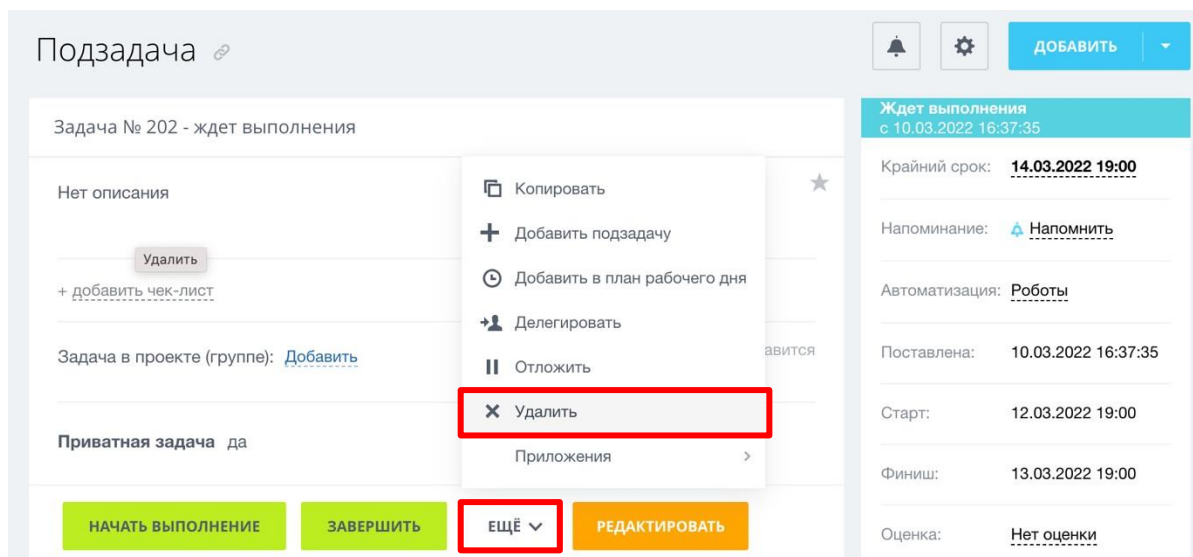 Подзадача
ДОБАВИТЬ
Задача № 202 - ждет выполнения
Нет описания
Удалить
+ добавить чек-лист
Задача в проекте (группе): Добавить
Приватная задача да
Копировать
Добавить подзадачу
Добавить в план рабочего дня
Делегировать
Отложить
Удалить
Приложения
НАЧАТЬ ВЫПОЛНЕНИЕ
ЗАВЕРШИТЬ
ЕЩЁ
РЕДАКТИРОВАТЬ
Ждет выполнения
с 10.03.2022 16:37:35
Крайний срок: 14.03.2022 19:00
Напоминание: Напомнить
Автоматизация: Роботы
Поставлена: 10.03.2022 16:37:35
Старт: 12.03.2022 19:00
Финиш: 13.03.2022 19:00
Оценка: Нет оценки